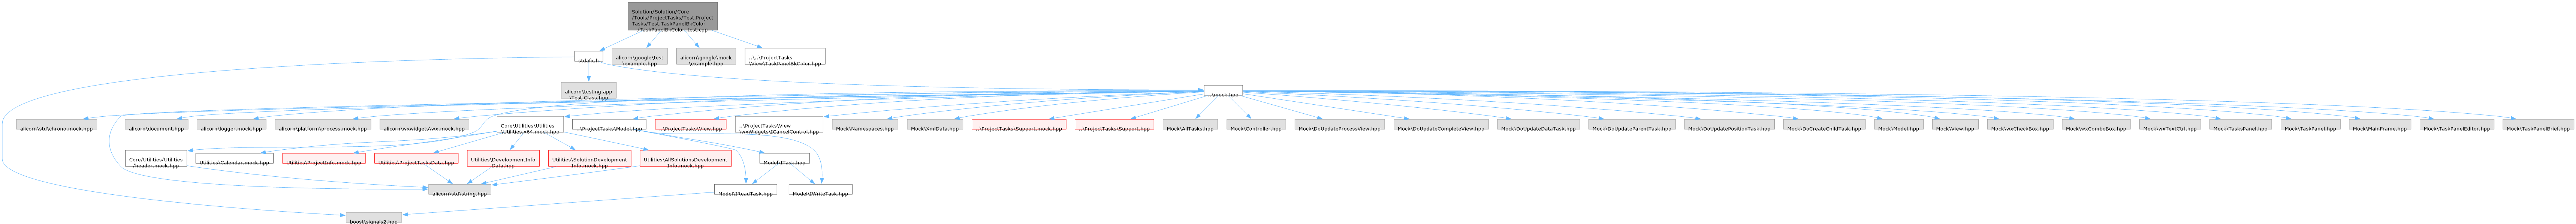 Solution/Solution/Core
/Tools/ProjectTasks/Test.Project
Tasks/Test.TaskPanelBkColor
/TaskPanelBkColor_test.cpp
stdafx.h
alicorn\google\test
\example.hpp
alicorn\google\mock
\example.hpp
..\..\ProjectTasks
\View\TaskPanelBkColor.hpp
alicorn\testing.app
\Test.Class.hpp
..\mock.hpp
alicorn\std\chrono.mock.hpp
alicorn\document.hpp
alicorn\logger.mock.hpp
alicorn\platform\process.mock.hpp
alicorn\wxwidgets\wx.mock.hpp
Core\Utilities\Utilities
\Utilities.x64.mock.hpp
..\ProjectTasks\Model.hpp
..\ProjectTasks\View.hpp
..\ProjectTasks\View
\wxWidgets\ICancelControl.hpp
Mock\Namespaces.hpp
Mock\XmlData.hpp
..\ProjectTasks\Support.mock.hpp
..\ProjectTasks\Support.hpp
Mock\AllTasks.hpp
Mock\Controller.hpp
Mock\DoUpdateProcessView.hpp
Mock\DoUpdateCompleteView.hpp
Mock\DoUpdateDataTask.hpp
Mock\DoUpdateParentTask.hpp
Mock\DoUpdatePositionTask.hpp
Mock\DoCreateChildTask.hpp
Mock\Model.hpp
Mock\View.hpp
Mock\wxCheckBox.hpp
Mock\wxComboBox.hpp
Mock\wxTextCtrl.hpp
Mock\TasksPanel.hpp
Mock\TaskPanel.hpp
Mock\MainFrame.hpp
Mock\TaskPanelEditor.hpp
Mock\TaskPanelBrief.hpp
Core/Utilities/Utilities
/header.mock.hpp
Utilities\Calendar.mock.hpp
Utilities\ProjectInfo.mock.hpp
Utilities\ProjectTasksData.hpp
Utilities\DevelopmentInfo
Data.hpp
Utilities\SolutionDevelopment
Info.mock.hpp
Utilities\AllSolutionsDevelopment
Info.mock.hpp
Model\ITask.hpp
alicorn\std\string.hpp
Model\IReadTask.hpp
Model\IWriteTask.hpp
boost\signals2.hpp